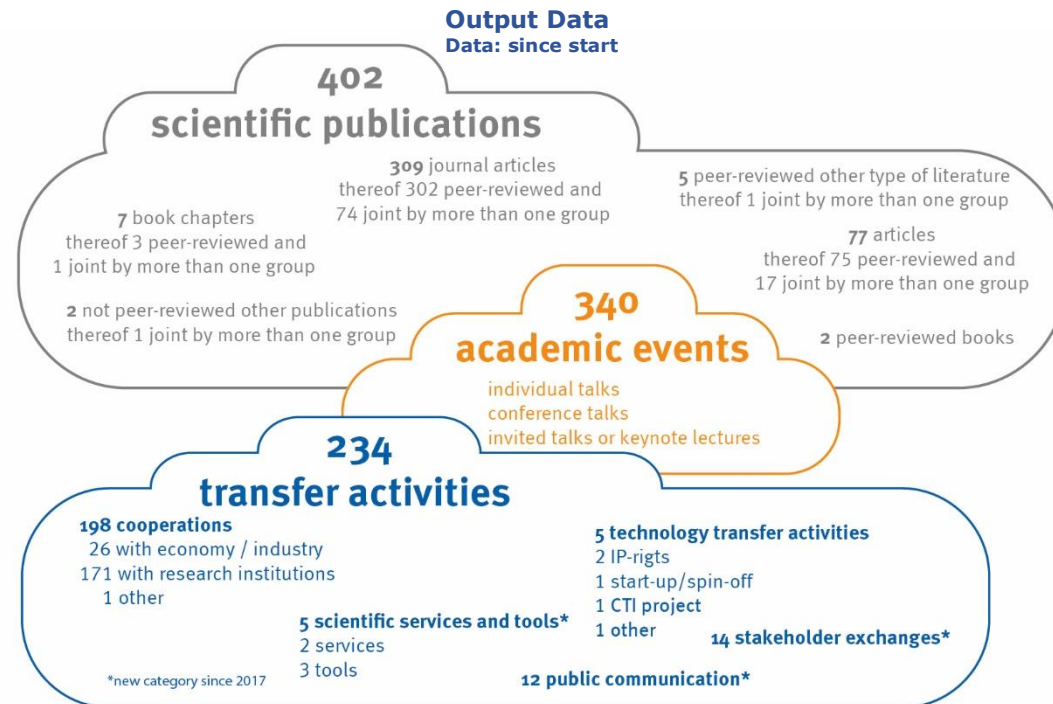 Output Data
Data: since start
402
scientific publications
309 journal articles
thereof 302 peer-reviewed and
74 joint by more than one group
5 peer-reviewed other type of literature
thereof 1 joint by more than one group
7 book chapters
thereof 3 peer-reviewed and
1 joint by more than one group
77 articles
thereof 75 peer-reviewed and
17 joint by more than one group
2 not peer-reviewed other publications
thereof 1 joint by more than one group
2 peer-reviewed books
340
academic events
individual talks
conference talks
invited talks or keynote lectures
234
transfer activities
198 cooperations
26 with economy / industry
171 with research institutions
1 other
5 technology transfer activities
2 IP-rigts
1 start-up/spin-off
1 CTI project
1 other
5 scientific services and tools*
2 services
3 tools
14 stakeholder exchanges*
12 public communication*
*new category since 2017